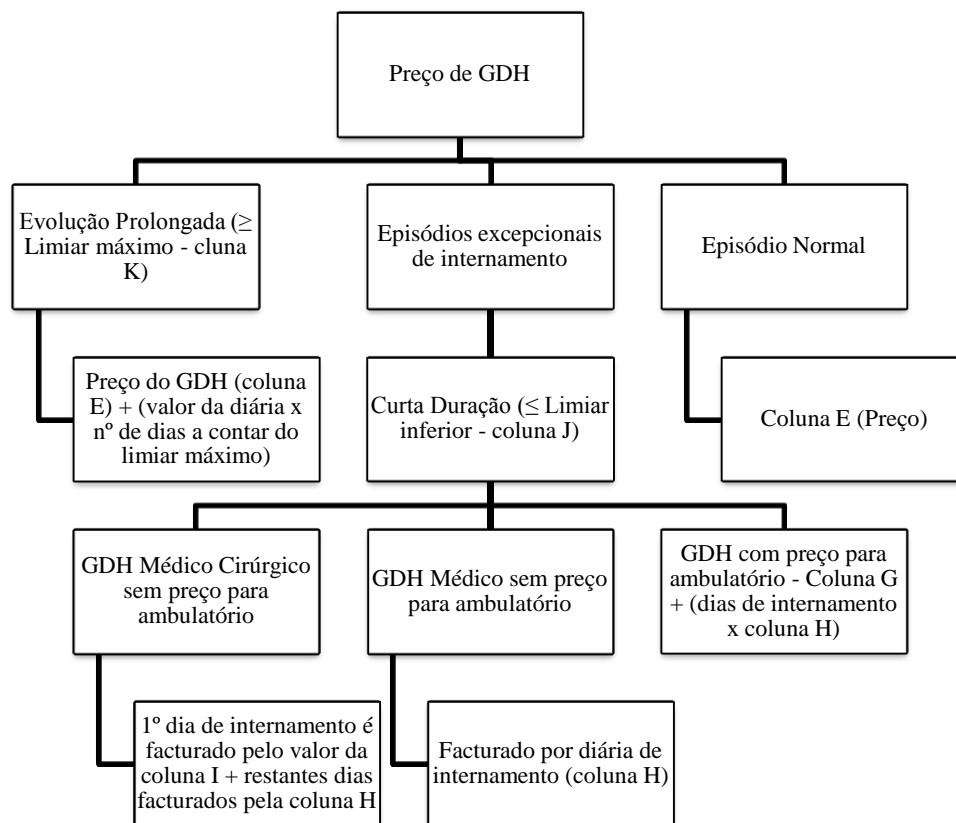 Preço de GDH
Evolução Prolongada (≥
Limiar máximo - cluna
K)
Episódios excepcionais
de internamento
Episódio Normal
Preço do GDH (coluna
E) + (valor da diária x
nº de dias a contar do
limiar máximo)
Curta Duração (≤ Limiar
inferior - coluna J)
Coluna E (Preço)
GDH Médico Cirúrgico
sem preço para
ambulatório
GDH Médico sem preço
para ambulatório
GDH com preço para
ambulatório - Coluna G
+ (dias de internamento
x coluna H)
1º dia de internamento é
facturado pelo valor da
coluna I + restantes dias
facturados pela coluna H
Facturado por diária de
internamento (coluna H)